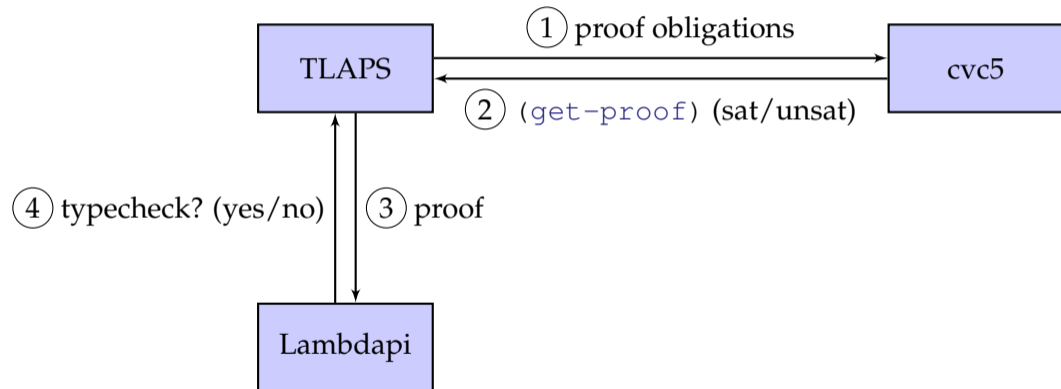 ① proof obligations
TLAPS
cvc5
② (get-proof) (sat/unsat)
④ typecheck? (yes/no)
③ proof
Lambdapi